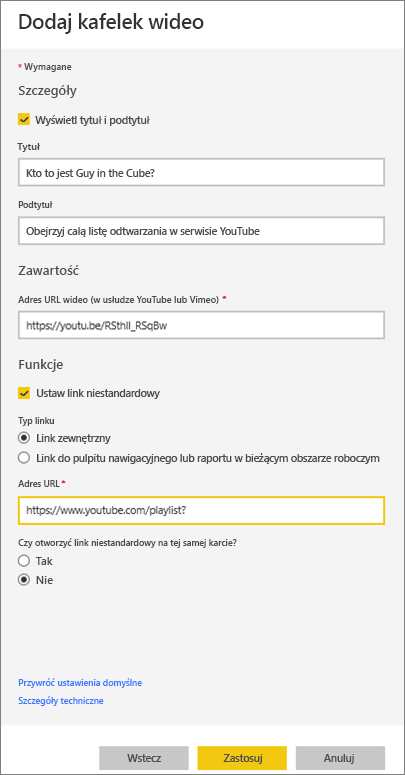 Dodaj kafelek wideo
* Wymagane
Szczegóły
Wyświetl tytuł i podtytuł
Tytuł
Kto to jest Guy in the Cube?
Podtytuł
Obejrzyj całą listę odtwarzania w serwisie YouTube
Zawartość
Adres URL wideo (w usłudze YouTube lub Vimeo) *
https://youtu.be/RSthlI_RSqBw
Funkcje
Ustaw link niestandardowy
Typ linku
Link zewnętrzny
Link do pulpitu nawigacyjnego lub raportu w bieżącym obszarze roboczym
Adres URL *
https://www.youtube.com/playlist?
Czy otworzyć link niestandardowy na tej samej karcie?
Tak
Nie
Przywróć ustawienia domyślne
Szczegóły techniczne
Wstecz Zastosuj Anuluj